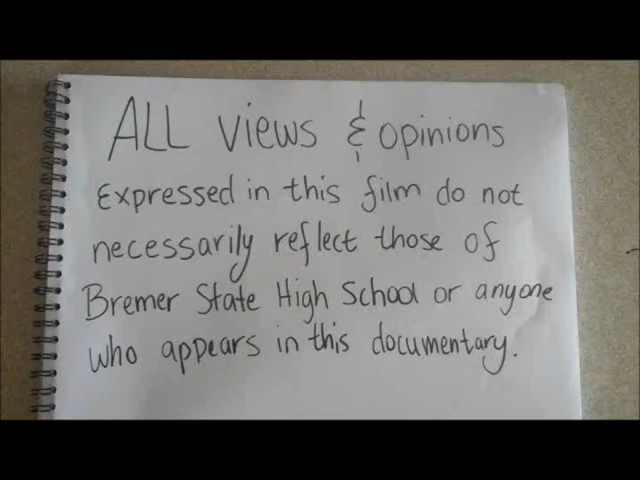 ALL views & opinions
expressed in this film do not
necessarily reflect those of
Bremer State High School or anyone
who appears in this documentary.